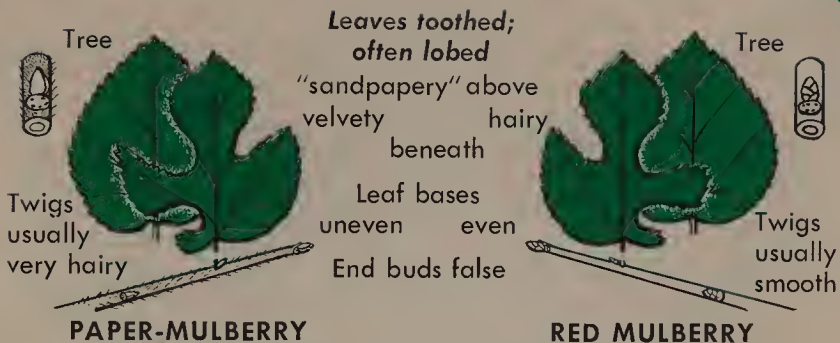 Tree
Leaves toothed;
often lobed
Tree
"sandpapery" above
velvety hairy
beneath
Leaf bases
uneven even
End buds false
Twigs
usually
very hairy
Twigs
usually
smooth
PAPER-MULBERRY
RED MULBERRY